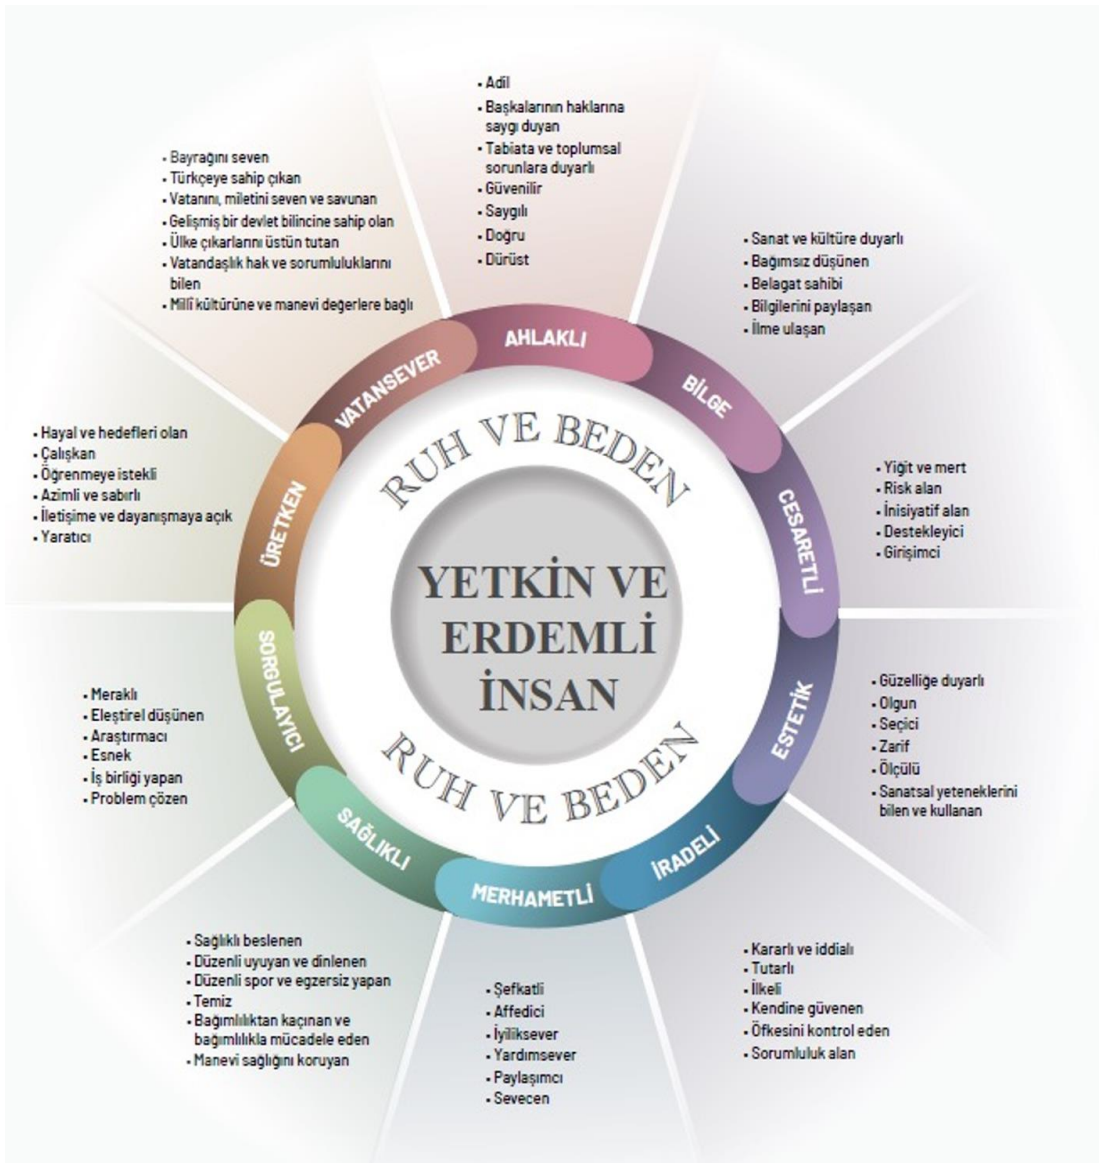 • Adil
• Başkalarının haklarına
saygı duyan
• Tabiata ve toplumsal
sorunlara duyarlı
• Güvenilir
• Saygılı
• Doğru
• Dürüst
• Bayrağını seven
• Türkçeye sahip çıkan
• Vatanını, miletini seven ve savunan
• Gelişmiş bir devlet bilincine sahip olan
• Ülke çıkarlarını üstün tutan
• Vatandaşlık hak ve sorumluluklarını
bilen
• Millî kültürüne ve manevi değerlere bağlı
• Sanat ve kültüre duyarlı
• Bağımsız düşünen
• Belagat sahibi
• Bilgilerini paylaşan
• İlme ulaşan
AHLAKLI
VATANSEVER
BİLGE
• Hayal ve hedefleri olan
• Çalışkan
• Öğrenmeye istekli
• Azimli ve sabırlı
• İletişime ve dayanışmaya açık
• Yaratıcı
ÜRETKEN
RUH VE BEDEN
CESARETLİ
• Yiğit ve mert
• Risk alan
• İnisiyatif alan
• Destekleyici
• Girişimci
YETKİN VE
ERDEMLİ
İNSAN
• Meraklı
• Eleştirel düşünen
• Araştırmacı
• Esnek
• İş birliği yapan
• Problem çözen
SORGULAYICI
RUH VE BEDEN
ESTETİK
• Güzelliğe duyarlı
• Olgun
• Seçici
• Zarif
• Ölçülü
• Sanatsal yeteneklerini
bilen ve kullanan
SAĞLIKLI
MERHAMETLİ
İRADELİ
• Sağlıklı beslenen
• Düzenli uyuyan ve dinlenen
• Düzenli spor ve egzersiz yapan
• Temiz
• Bağımlılıktan kaçınan ve
bağımlılıkla mücadele eden
• Manevi sağlığını koruyan
• Şefkatli
• Affedici
• İyiliksever
• Yardımsever
• Paylaşımcı
• Sevecen
• Kararlı ve iddialı
• Tutarlı
• İlkeli
• Kendine güvenen
• Öfkesini kontrol eden
• Sorumluluk alan